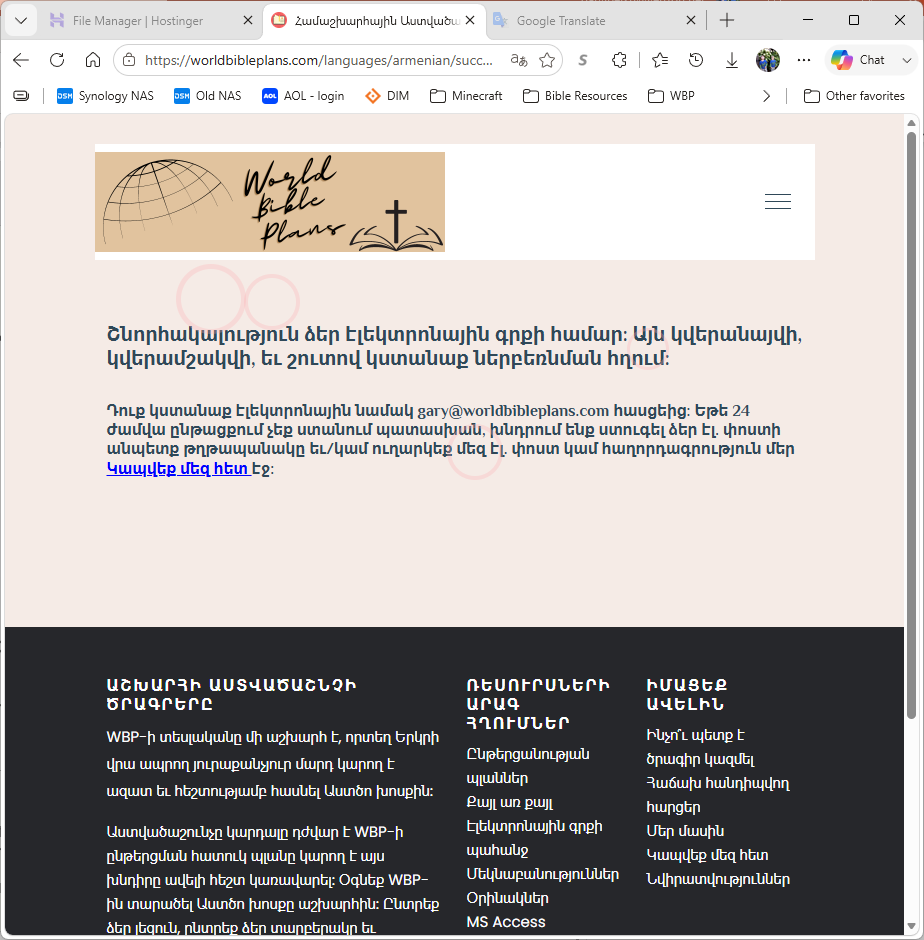 File Manager | Hostinger
Համաշխարհային Աստվածա
Google Translate
https://worldbibleplans.com/languages/armenian/succ...
Chat
Synology NAS
Old NAS
AOL - login
DIM
Minecraft
Bible Resources
WBP
Other favorites
World
Bible
Plans
Շնորհակալություն ձեր էլեկտրոնային գրքի համար: Այն կվերանայվի,
կվերամշակվի, եւ շուտով կստանաք ներբեռնման հղում:
Դուք կստանաք էլեկտրոնային նամակ gary@worldbibleplans.com հասցեից: Եթե 24
ժամվա ընթացքում չեք ստանում պատասխան, խնդրում ենք ստուգել ձեր էլ. փոստի
անպետք թղթապանակը եւ/կամ ուղարկեք մեզ էլ. փոստ կամ հաղորդագրություն մեր
Կապվեք մեզ հետ էջ:
ԱՇԽԱՐՀԻ ԱՍՏՎԱԾԱՇՆՉԻ
ԾՐԱԳՐԵՐԸ
WBP-ի տեսլականը մի աշխարհ է, որտեղ Երկրի
վրա ապրող յուրաքանչյուր մարդ կարող է
ազատ եւ հեշտությամբ հասնել Աստծո խոսքին:
Աստվածաշունչը կարդալը դժվար է WBP-ի
ընթերցման հատուկ պլանը կարող է այս
խնդիրը ավելի հեշտ կառավարել: Օգնեք WBP-
ին տարածել Աստծո խոսքը աշխարհին: Ընտրեք
ձեր լեզուն, ընտրեք ձեր տարբերակը եւ
ՌԵՍՈՒՐՍՆԵՐԻ
ԱՐԱԳ
ՀՂՈՒՄՆԵՐ
Ընթերցանության
պլաններ
Քայլ առ քայլ
Էլեկտրոնային գրքի
պահանջ
Մեկնաբանություններ
Օրինակներ
MS Access
ԻՄԱՑԵՔ
ԱՎԵԼԻՆ
Ինչո՞ւ պետք է
ծրագիր կազմել
Հաճախ հանդիպվող
հարցեր
Մեր մասին
Կապվեք մեզ հետ
Նվիրատվություններ